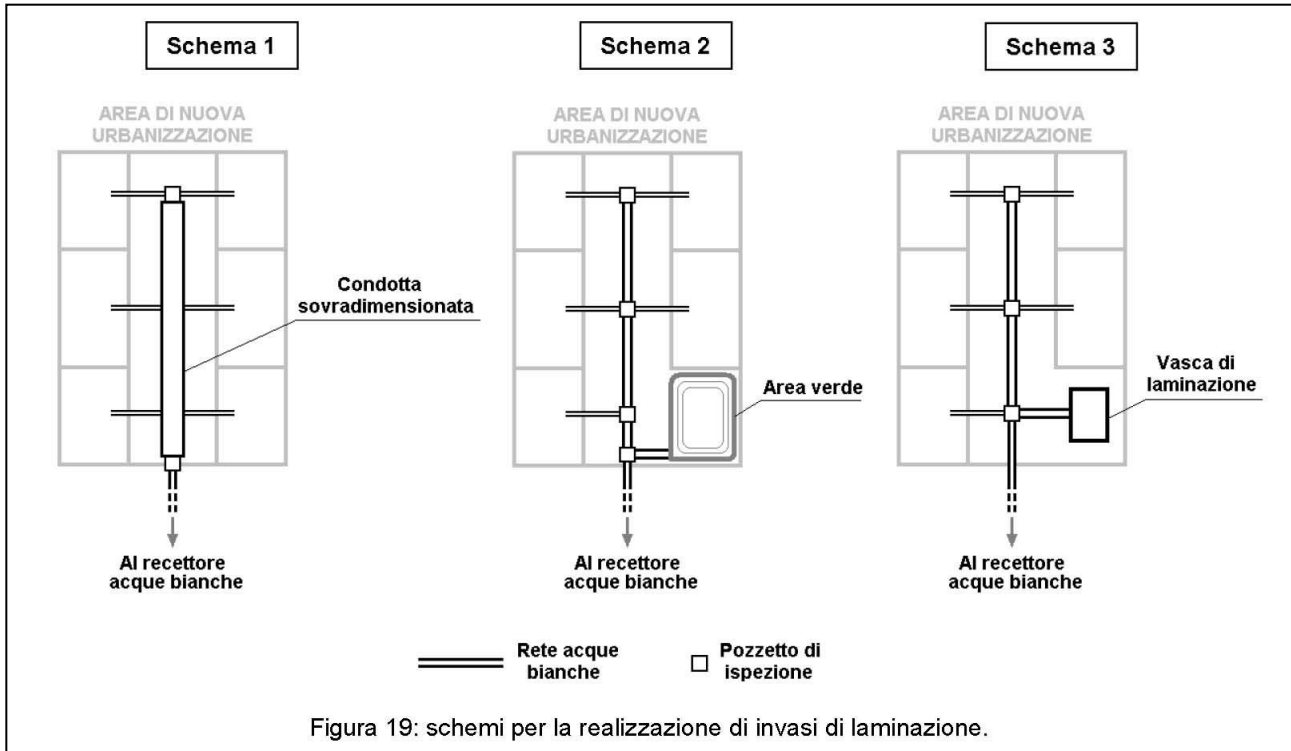 Schema 1
Schema 2
Schema 3
AREA DI NUOVA
URBANIZZAZIONE
AREA DI NUOVA
URBANIZZAZIONE
AREA DI NUOVA
URBANIZZAZIONE
Condotta
sovradimensionata
Area verde
Vasca di
laminazione
Al recettore
acque bianche
Al recettore
acque bianche
Al recettore
acque bianche
Rete acque
bianche
Pozzetto di
ispezione
Figura 19: schemi per la realizzazione di invasi di laminazione.